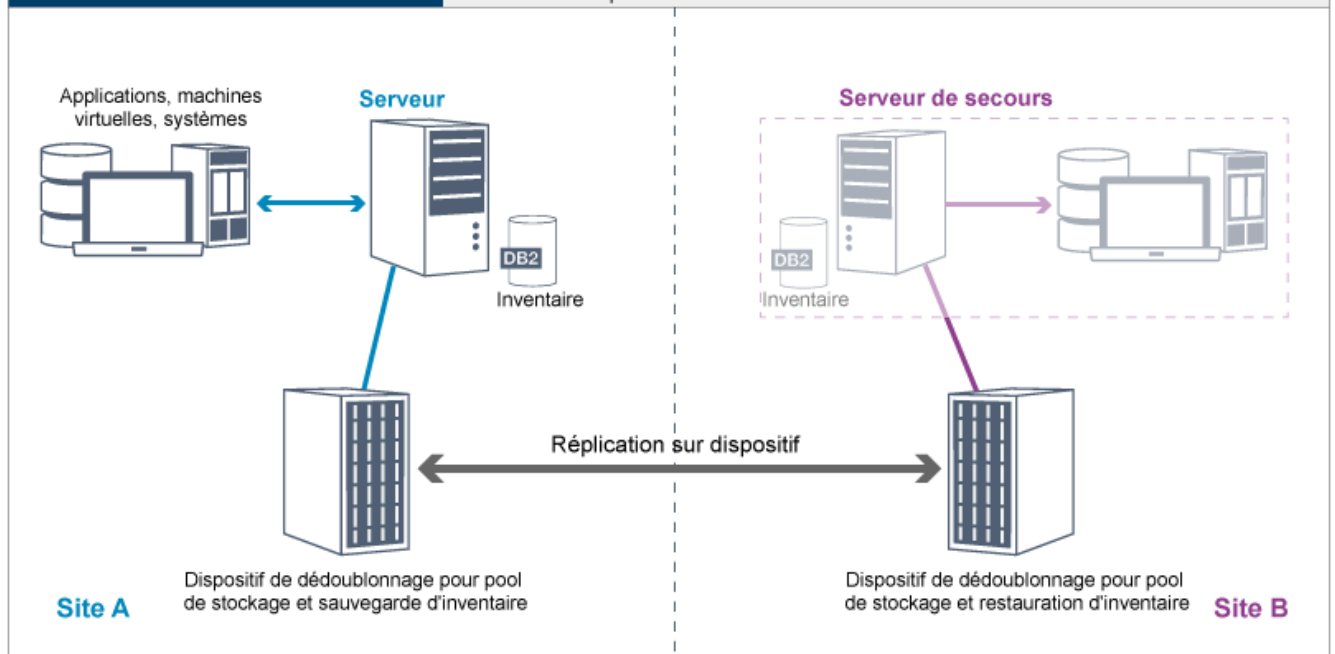 Applications, machines
virtuelles, systèmes
Serveur
DB2
Inventaire
Serveur de secours
DB2
Inventaire
Réplication sur dispositif
Dispositif de dédoublonnage pour pool
de stockage et sauvegarde d'inventaire
Site A
Dispositif de dédoublonnage pour pool
de stockage et restauration d'inventaire
Site B